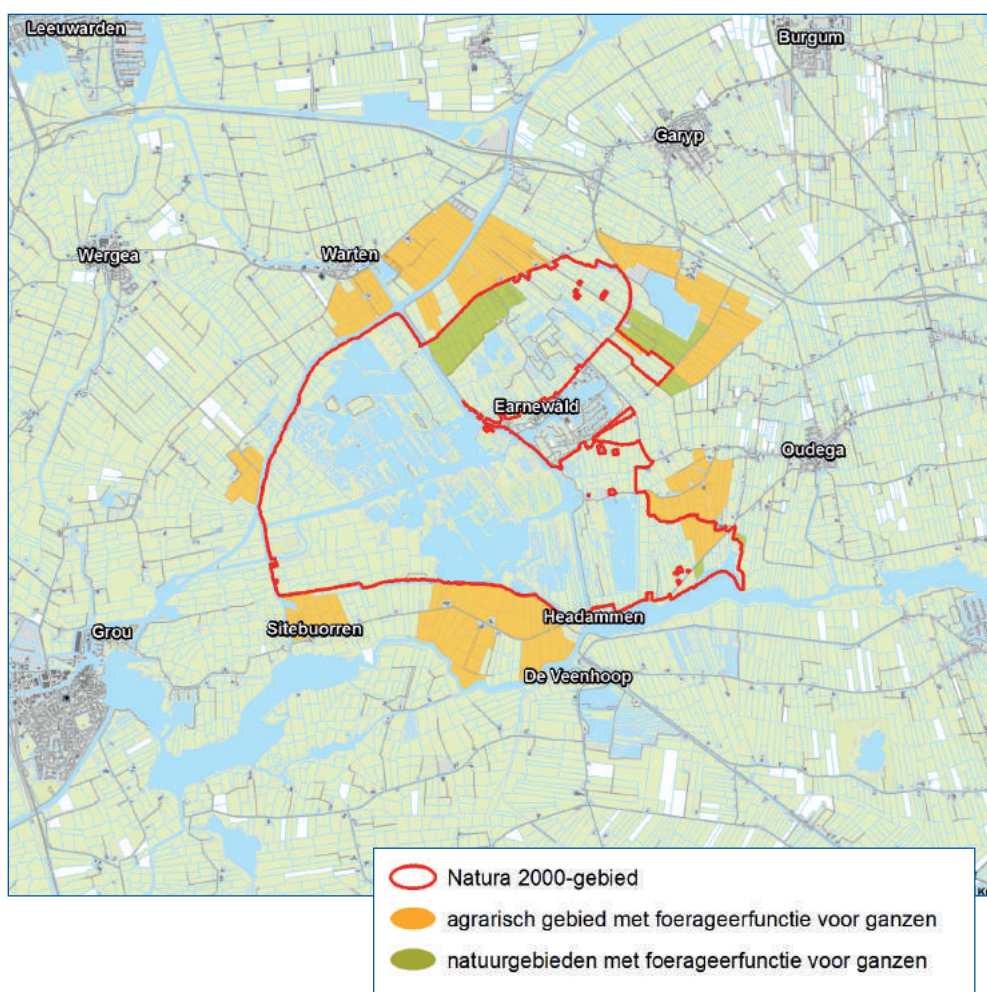 Leeuwarden
Burgum
Garyp
Wergea
Warten
Earnewâld
Oudega
Headammen
Grou
Sitebuorren
De Veenhoop
Natura 2000-gebied
agrarisch gebied met foerageerfunctie voor ganzen
natuurgebieden met foerageerfunctie voor ganzen